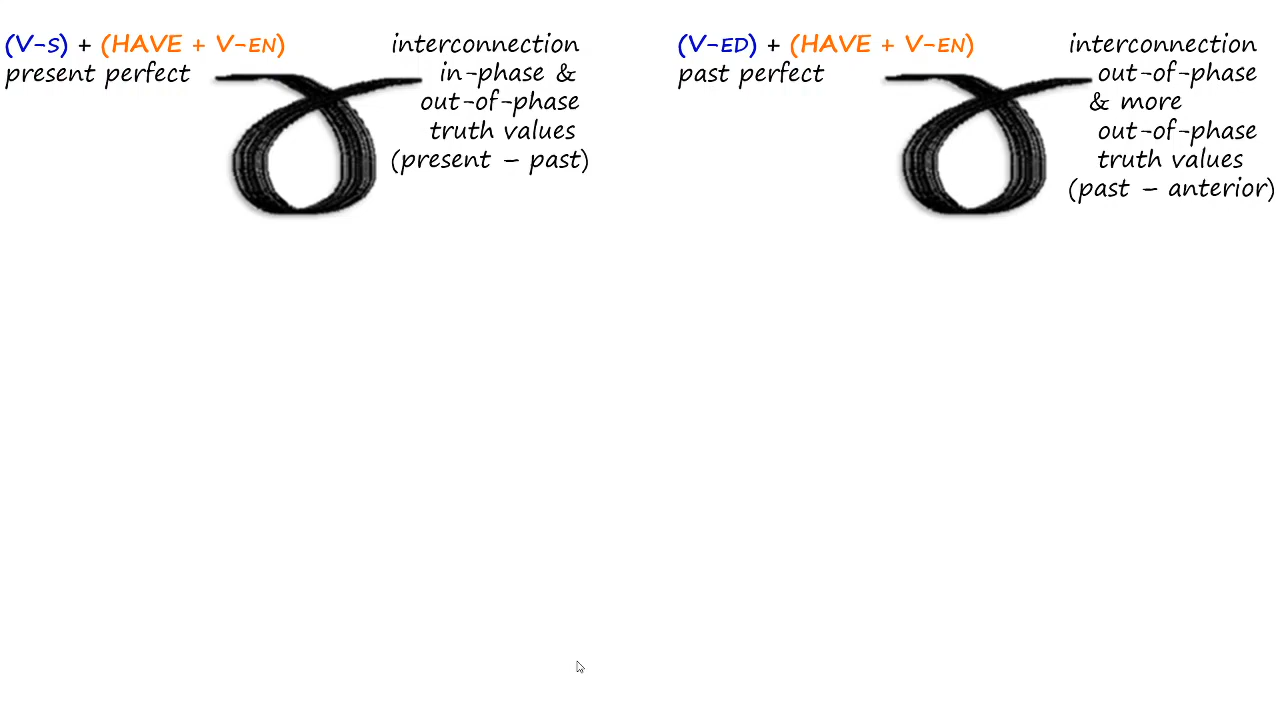 (V-S) + (HAVE + V-EN)
present perfect
interconnection
in-phase &
out-of-phase
truth values
(present – past)
(V-ED) + (HAVE + V-EN)
past perfect
interconnection
out-of-phase
& more
out-of-phase
truth values
(past – anterior)